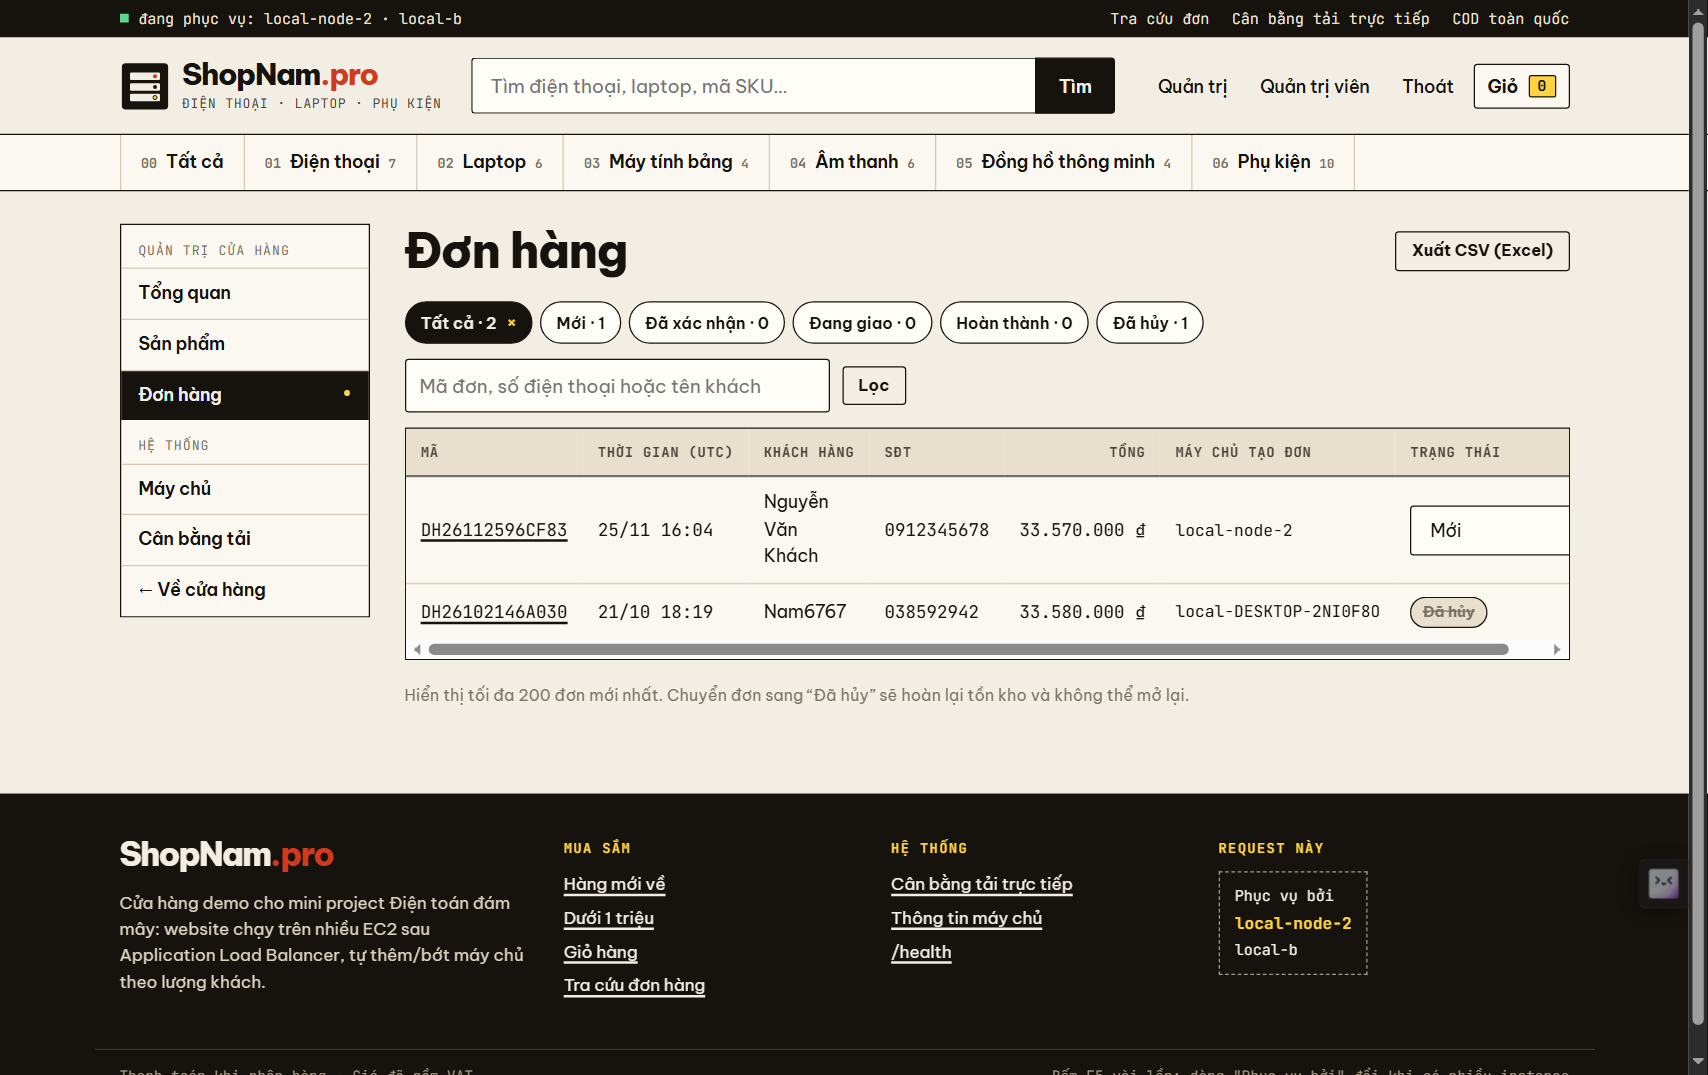 đang phục vụ: local-node-2 · local-b
Tra cứu đơn Cân bằng tải trực tiếp COD toàn quốc
ShopNam.pro
ĐIỆN THOẠI · LAPTOP · PHỤ KIỆN
Tìm điện thoại, laptop, mã SKU...
Tìm
Quản trị Quản trị viên Thoát Giỏ 0
00 Tất cả 01 Điện thoại 7 02 Laptop 6 03 Máy tính bảng 4 04 Âm thanh 6 05 Đồng hồ thông minh 4 06 Phụ kiện 10
QUẢN TRỊ CỬA HÀNG
Tổng quan
Sản phẩm
Đơn hàng
HỆ THỐNG
Máy chủ
Cân bằng tải
← Về cửa hàng
Đơn hàng
Xuất CSV (Excel)
Tất cả · 2 × Mới · 1 Đã xác nhận · 0 Đang giao · 0 Hoàn thành · 0 Đã hủy · 1
Mã đơn, số điện thoại hoặc tên khách
Lọc
MÃ THỜI GIAN (UTC) KHÁCH HÀNG SĐT TỔNG MÁY CHỦ TẠO ĐƠN TRẠNG THÁI
DH26112596CF83 25/11 16:04 Nguyễn Văn Khách 0912345678 33.570.000 ₫ local-node-2 Mới
DH26102146A030 21/10 18:19 Nam6767 038592942 33.580.000 ₫ local-DESKTOP-2NI0F8O Đã hủy
Hiển thị tối đa 200 đơn mới nhất. Chuyển đơn sang “Đã hủy” sẽ hoàn lại tồn kho và không thể mở lại.
ShopNam.pro
Cửa hàng demo cho mini project Điện toán đám
mây: website chạy trên nhiều EC2 sau
Application Load Balancer, tự thêm/bớt máy chủ
theo lượng khách.
MUA SẮM
Hàng mới về
Dưới 1 triệu
Giỏ hàng
Tra cứu đơn hàng
HỆ THỐNG
Cân bằng tải trực tiếp
Thông tin máy chủ
/health
REQUEST NÀY
Phục vụ bởi
local-node-2
local-b